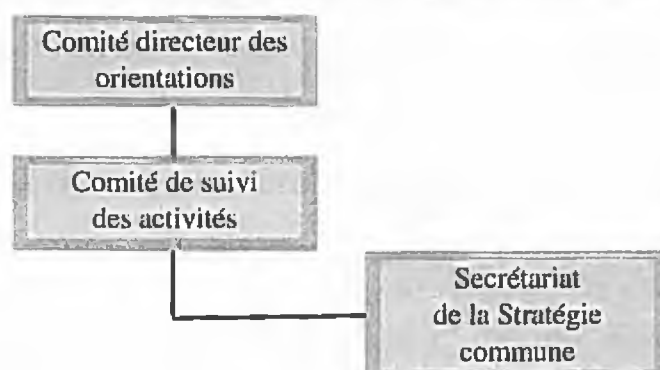 Comité directeur des
orientations
Comité de suivi
des activités
Secrétariat
de la Stratégie
commune